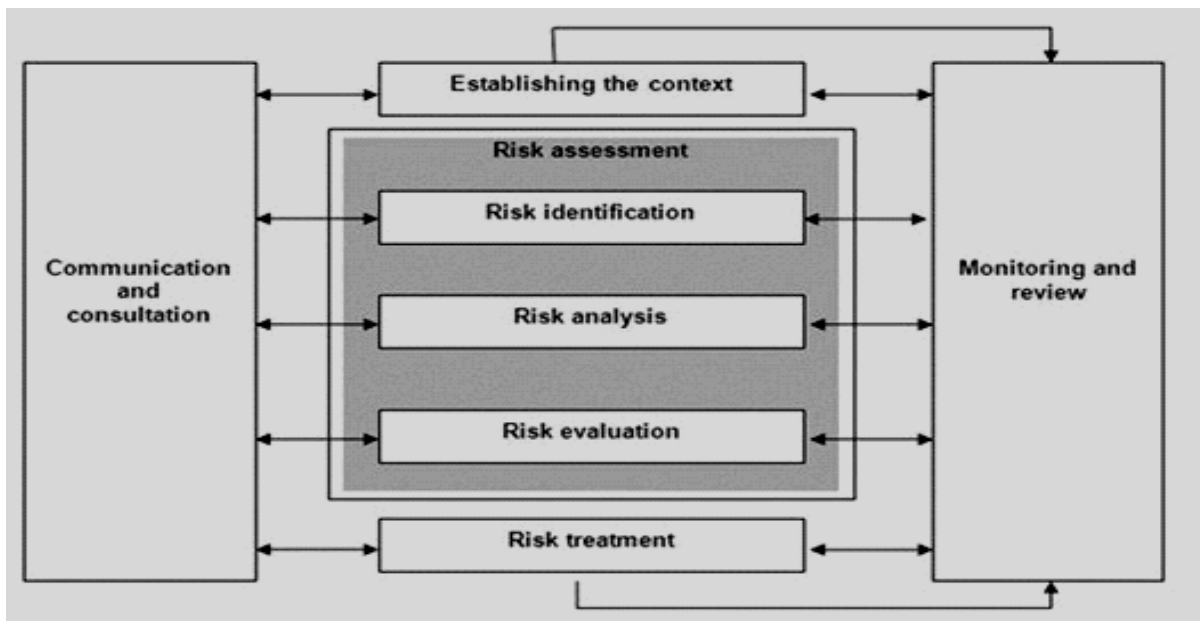 Establishing the context
Risk assessment
Risk identification
Communication
and
consultation
Monitoring and
review
Risk analysis
Risk evaluation
Risk treatment